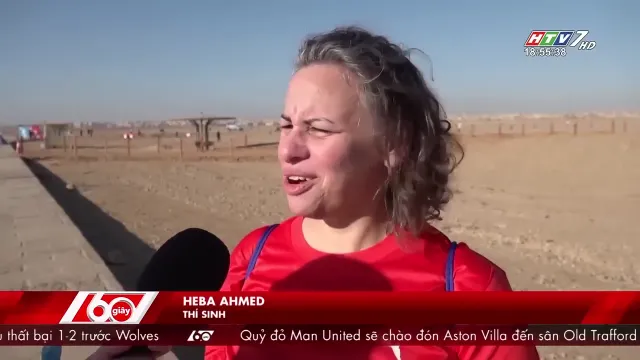 HTV7 HD
18:55:38
HEBA AHMED
THÍ SINH
60 giây
thất bại 1-2 trước Wolves 60 Quỷ đỏ Man United sẽ chào đón Aston Villa đến sân Old Trafford